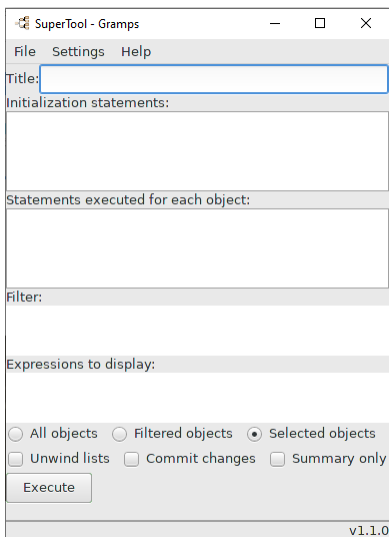 SuperTool - Gramps
File Settings Help
Title:
Initialization statements:
Statements executed for each object:
Filter:
Expressions to display:
All objects Filtered objects Selected objects
Unwind lists Commit changes Summary only
Execute
v1.1.0